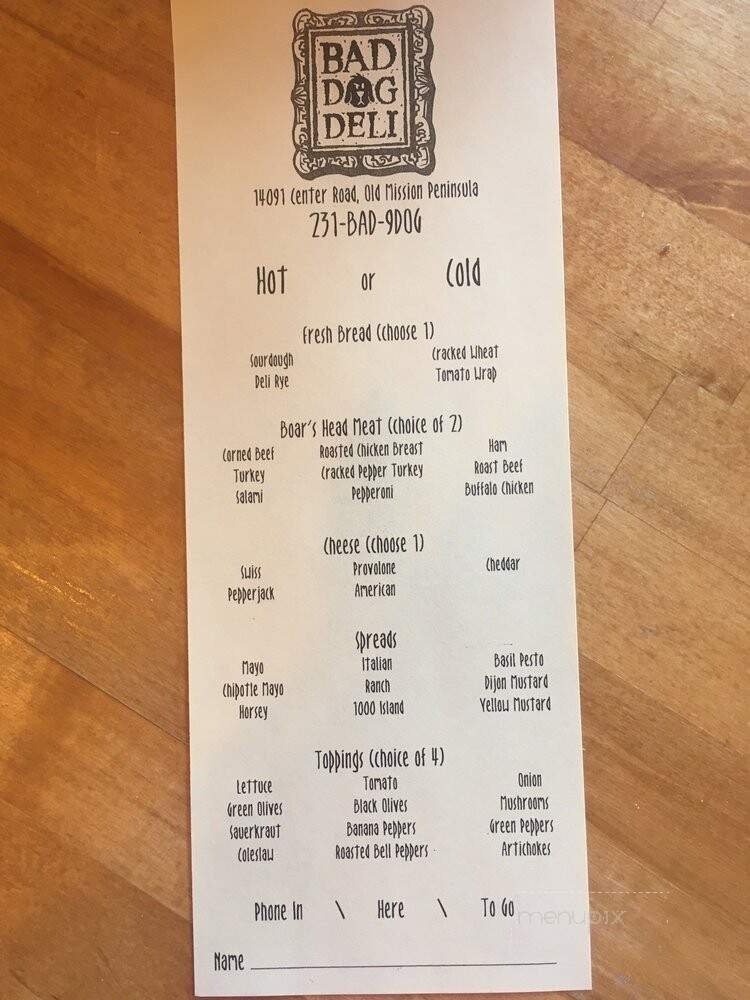 BAD
DOG
DELI
14091 Center Road, Old Mission Peninsula
231-BAD-9DOG
Hot or Cold
Fresh Bread (choose 1)
Sourdough Cracked Wheat
Deli Rye Tomato Wrap
Boar's Head Meat (choice of 2)
Corned Beef Roasted Chicken Breast Ham
Turkey Cracked Pepper Turkey Roast Beef
Salami Pepperoni Buffalo Chicken
Cheese (choose 1)
Swiss Provolone Cheddar
Pepperjack American
Spreads
Mayo Italian Basil Pesto
Chipotle Mayo Ranch Dijon Mustard
Horsey 1000 Island Yellow Mustard
Toppings (choice of 4)
Lettuce Tomato Onion
Green Olives Black Olives Mushrooms
Sauerkraut Banana Peppers Green Peppers
Coleslaw Roasted Bell Peppers Artichokes
Phone In \ Here \ To Go
menupix
Name